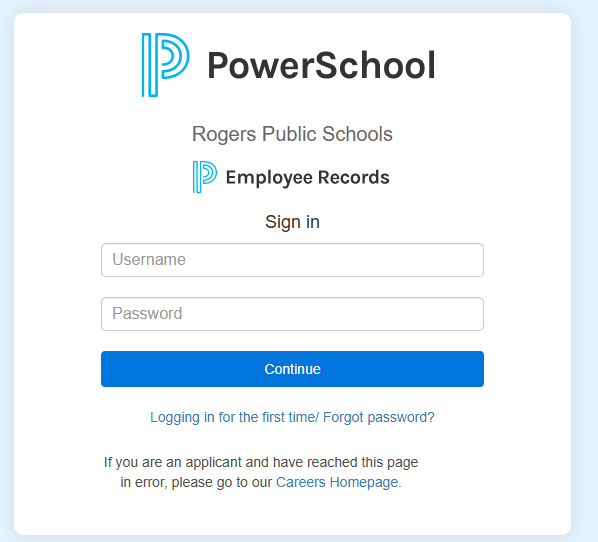 PowerSchool
Rogers Public Schools
Employee Records
Sign in
Username
Password
Continue
Logging in for the first time/ Forgot password?
If you are an applicant and have reached this page
in error, please go to our Careers Homepage.